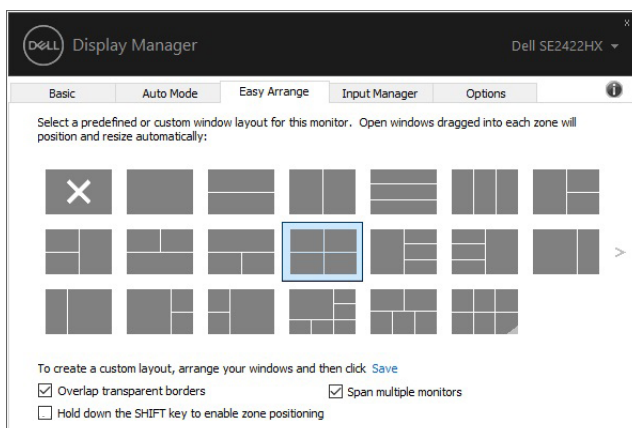 DELL Display Manager Dell SE2422HX
x
Basic Auto Mode Easy Arrange Input Manager Options i
Select a predefined or custom window layout for this monitor. Open windows dragged into each zone will
position and resize automatically:
>
To create a custom layout, arrange your windows and then click Save
Overlap transparent borders Span multiple monitors
Hold down the SHIFT key to enable zone positioning